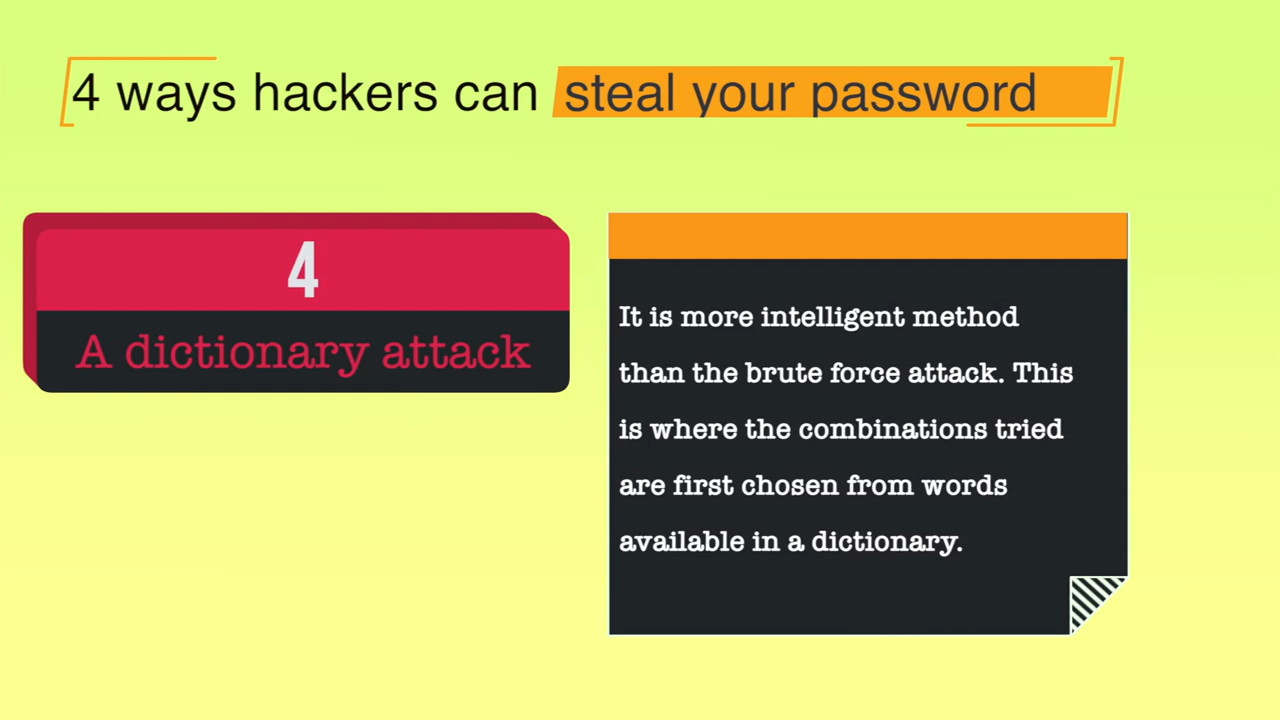 4 ways hackers can steal your password
4
A dictionary attack
It is more intelligent method
than the brute force attack. This
is where the combinations tried
are first chosen from words
available in a dictionary.